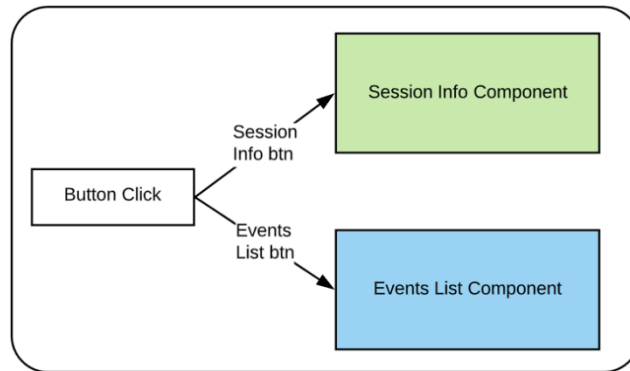 Session Info Component
Session
Info btn
Button Click
Events
List btn
Events List Component